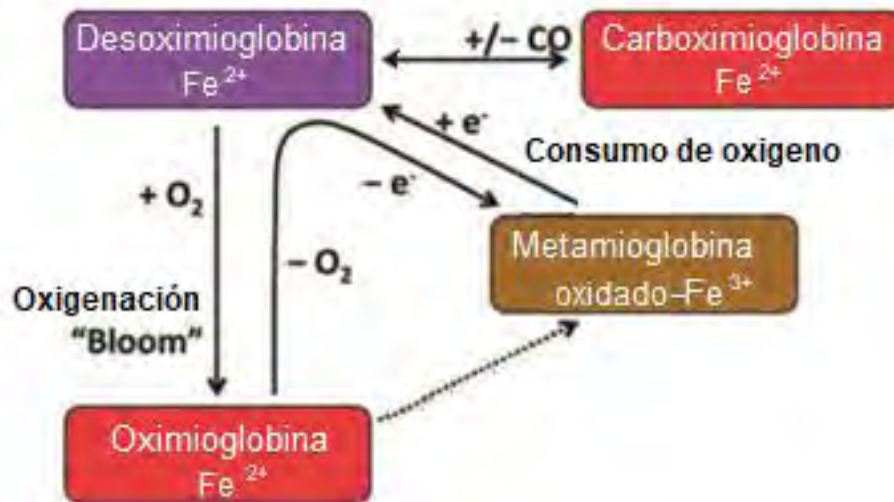 Desoximioglobina
Fe 2+
+/− CO
Carboximioglobina
Fe 2+
+ e-
Consumo de oxigeno
− e-
+ O2
− O2
Metamioglobina
oxidado–Fe 3+
Oxigenación
“Bloom”
Oximioglobina
Fe 2+